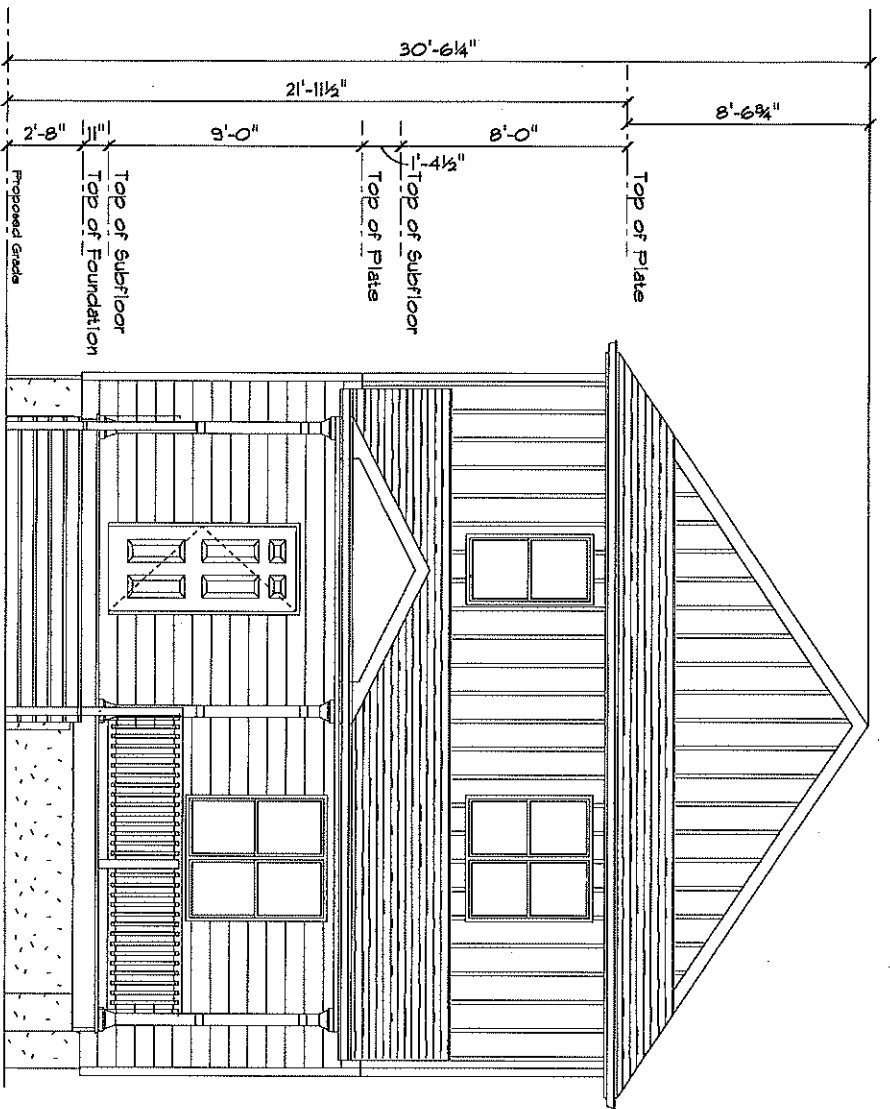 30'-6¼"
21'-11½"
8'-6¾"
2'-8"
11"
9'-0"
1'-4½"
8'-0"
Top of Plate
Top of Subfloor
Top of Plate
Top of Subfloor
Top of Foundation
Proposed Grade